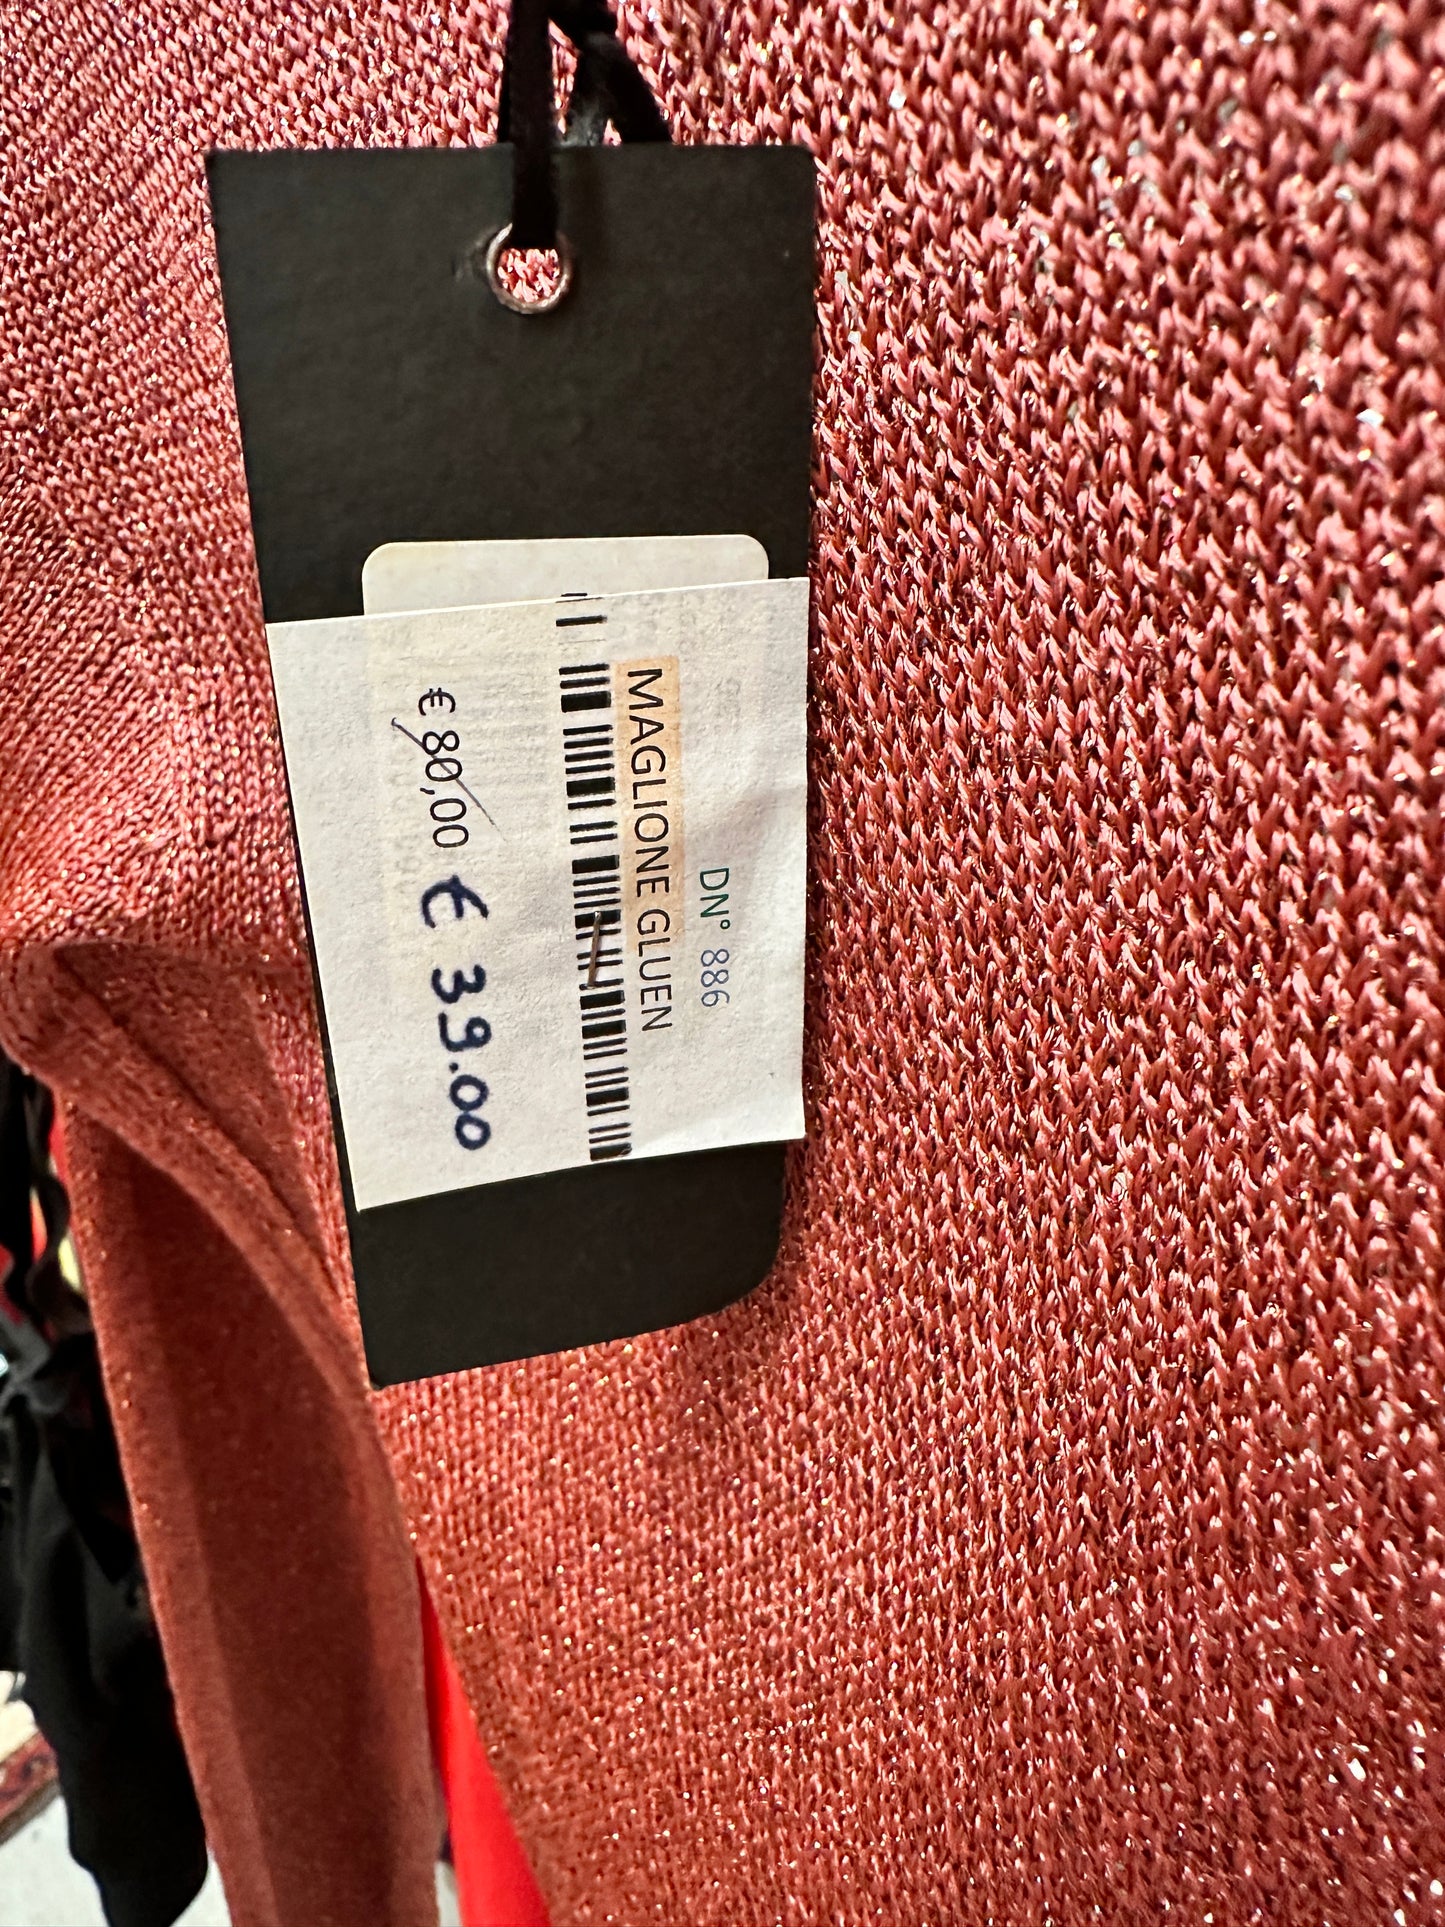 DN° 886
MAGLIONE GLUEN
€ 80,00 € 39.00